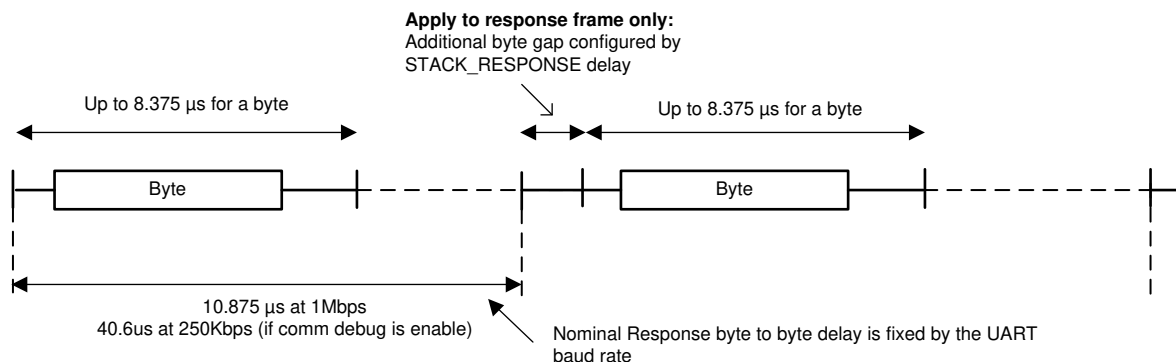 Apply to response frame only:
Additional byte gap configured by
STACK_RESPONSE delay
Up to 8.375 µs for a byte
Up to 8.375 µs for a byte
Byte
Byte
10.875 µs at 1Mbps
40.6us at 250Kbps (if comm debug is enable)
Nominal Response byte to byte delay is fixed by the UART
baud rate